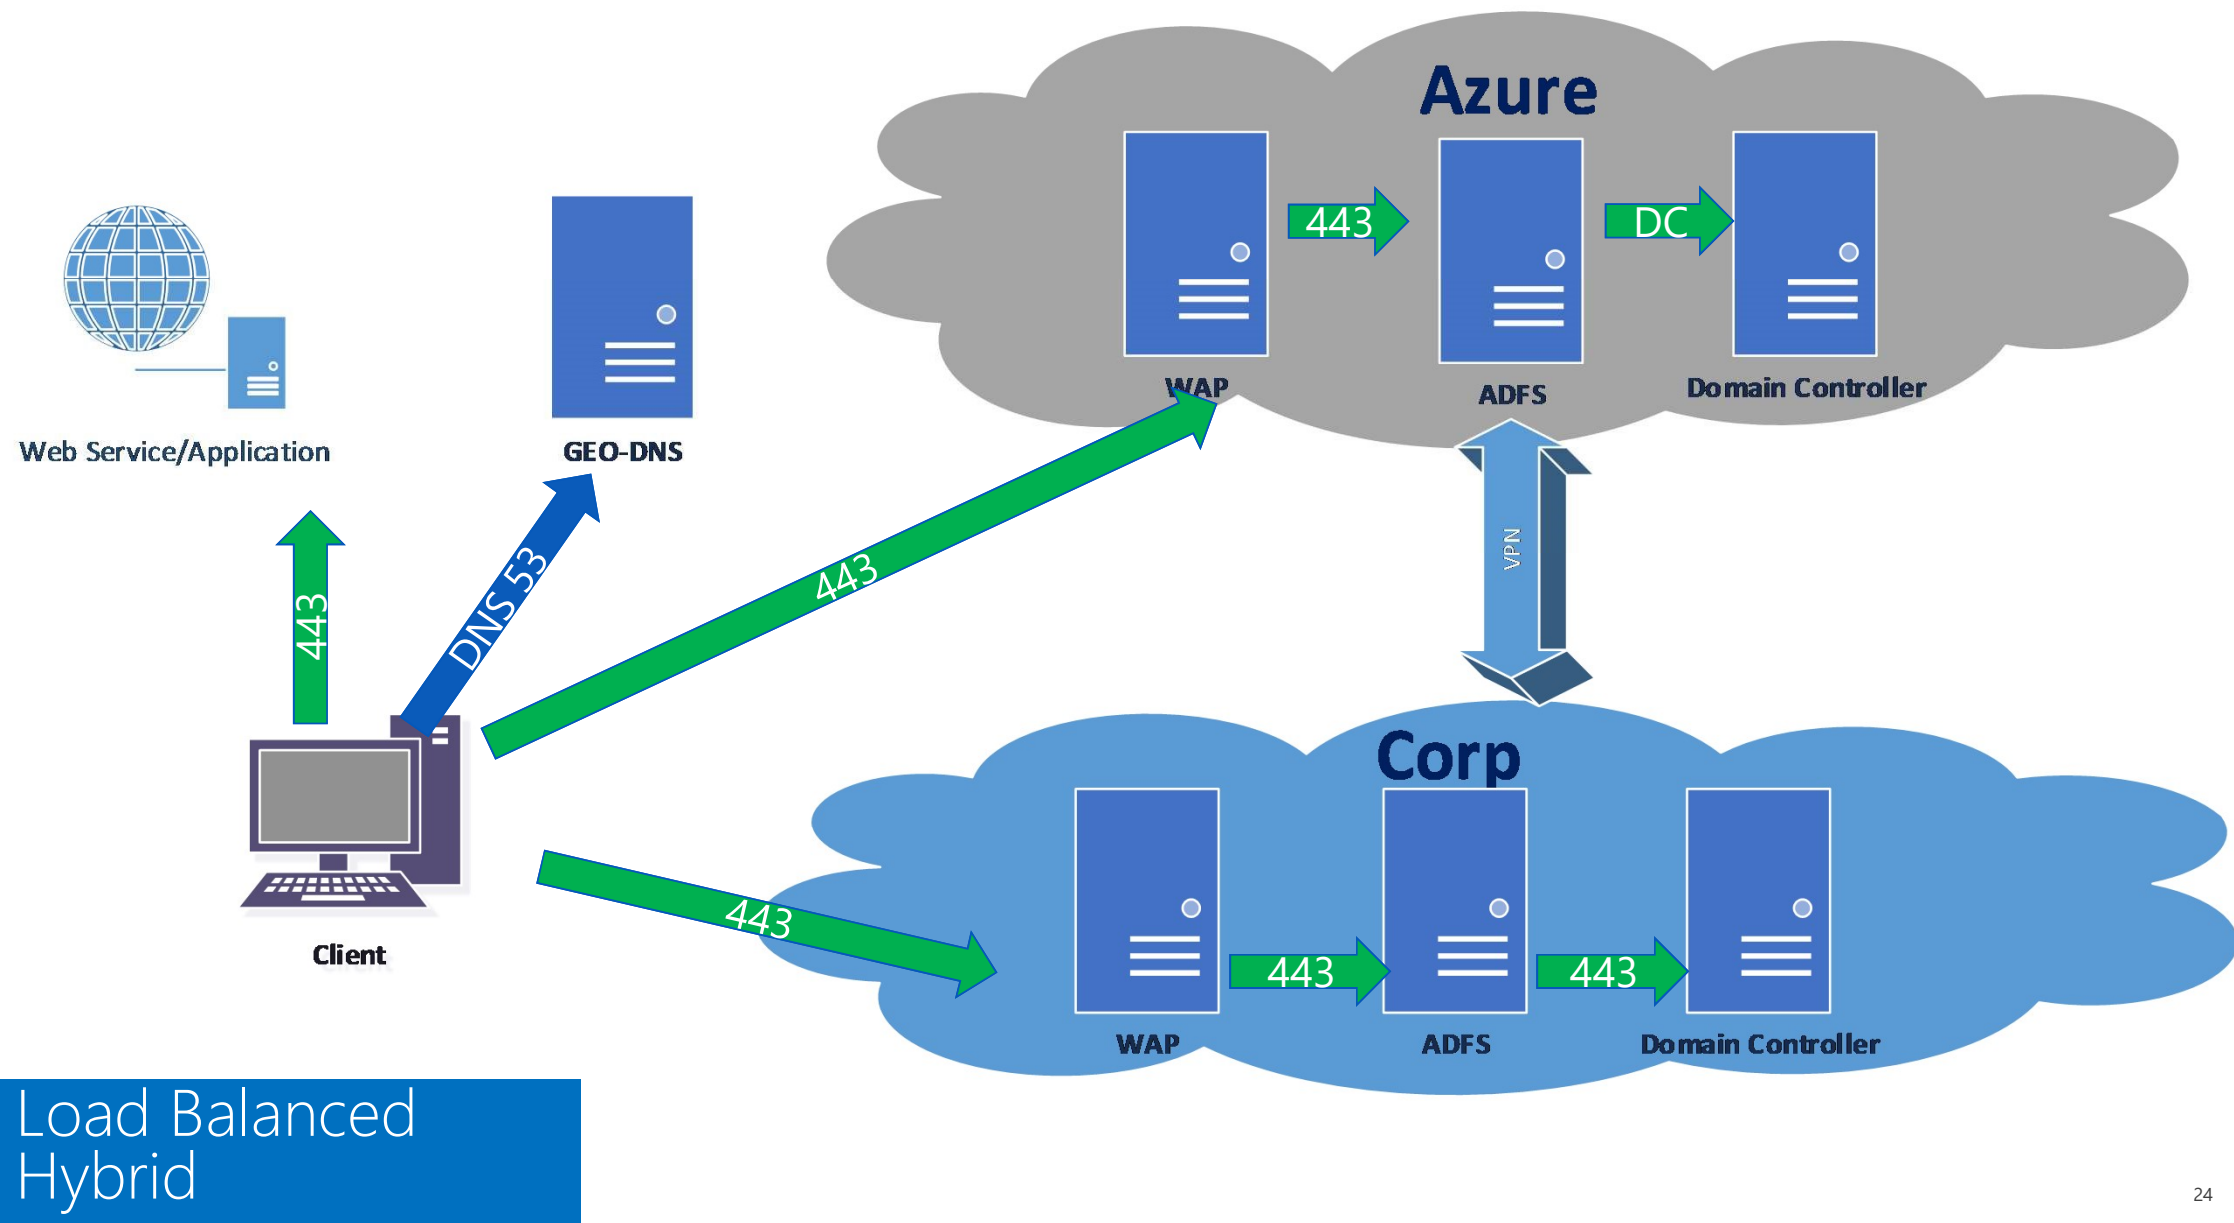 Azure
443
DC
WAP
ADFS
Domain Controller
Web Service/Application
GEO-DNS
443
DNS 53
443
VPN
Corp
443
443
443
Client
WAP
ADFS
Domain Controller
Load Balanced
Hybrid
24